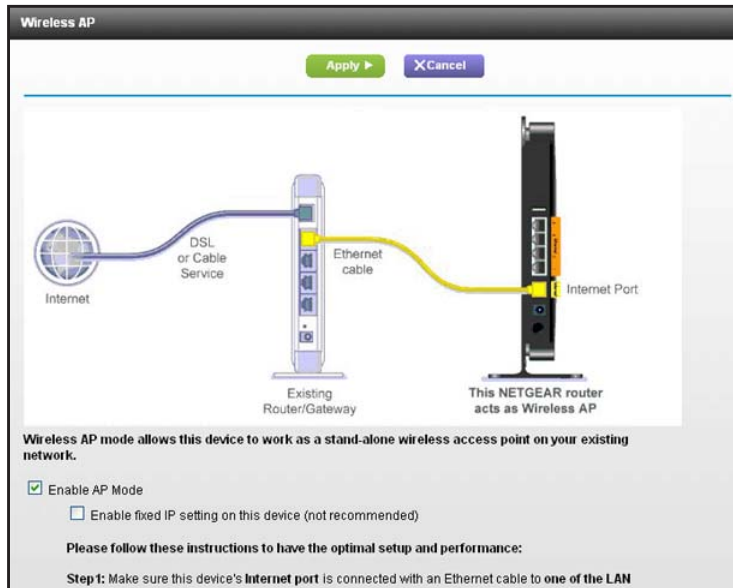 Wireless AP
Apply ▶
X Cancel
DSL
or Cable
Service
Ethernet
cable
Internet
Internet Port
Existing
Router/Gateway
This NETGEAR router
acts as Wireless AP
Wireless AP mode allows this device to work as a stand-alone wireless access point on your existing
network.
Enable AP Mode
Enable fixed IP setting on this device (not recommended)
Please follow these instructions to have the optimal setup and performance:
Step1: Make sure this device's Internet port is connected with an Ethernet cable to one of the LAN